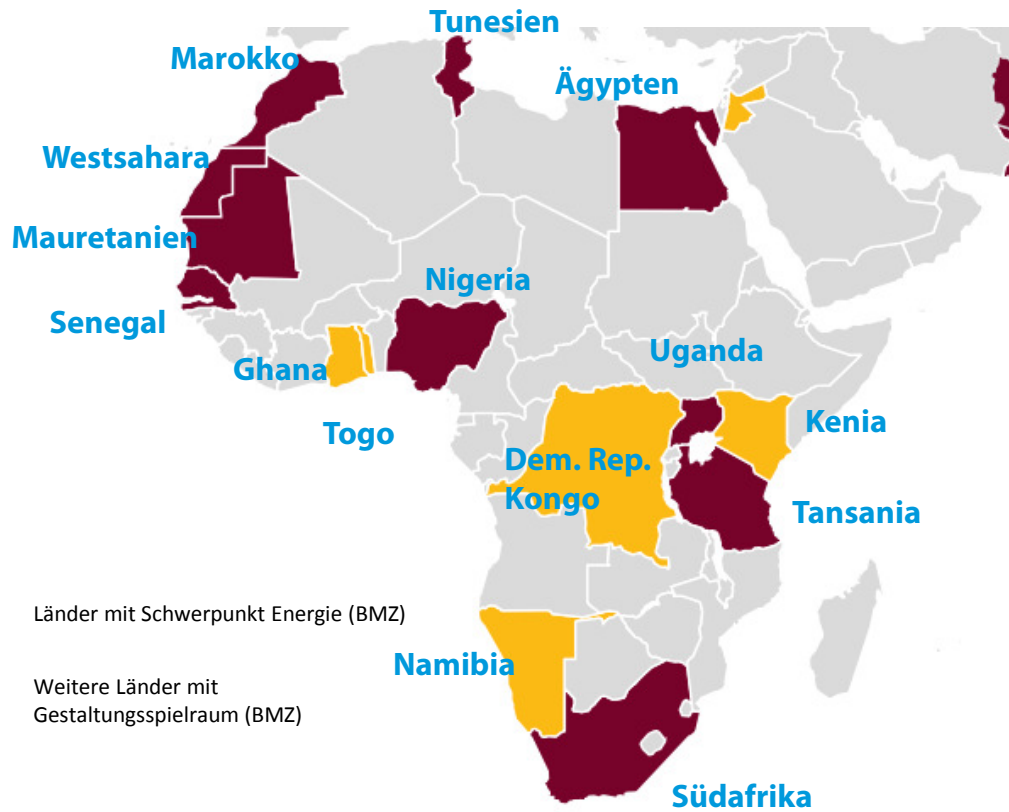 Tunesien
Marokko
Ägypten
Westsahara
Mauretanien
Nigeria
Senegal
Uganda
Ghana
Togo
Kenia
Dem. Rep.
Kongo
Tansania
Länder mit Schwerpunkt Energie (BMZ)
Namibia
Weitere Länder mit
Gestaltungsspielraum (BMZ)
Südafrika